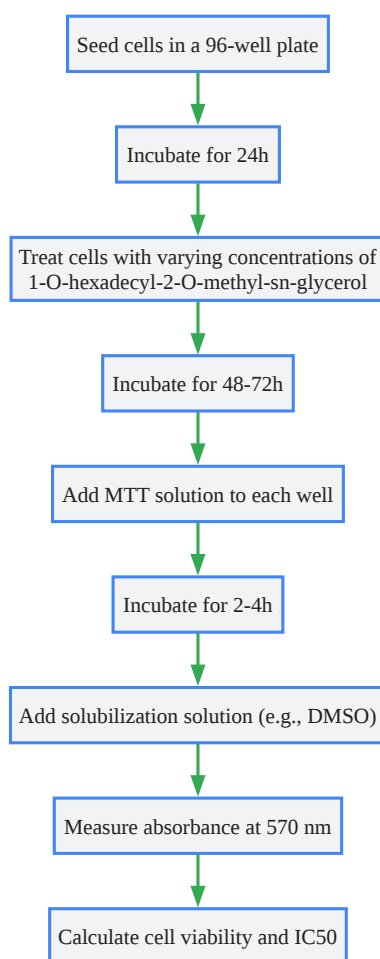 Seed cells in a 96-well plate
Incubate for 24h
Treat cells with varying concentrations of
1-O-hexadecyl-2-O-methyl-sn-glycerol
Incubate for 48-72h
Add MTT solution to each well
Incubate for 2-4h
Add solubilization solution (e.g., DMSO)
Measure absorbance at 570 nm
Calculate cell viability and IC50